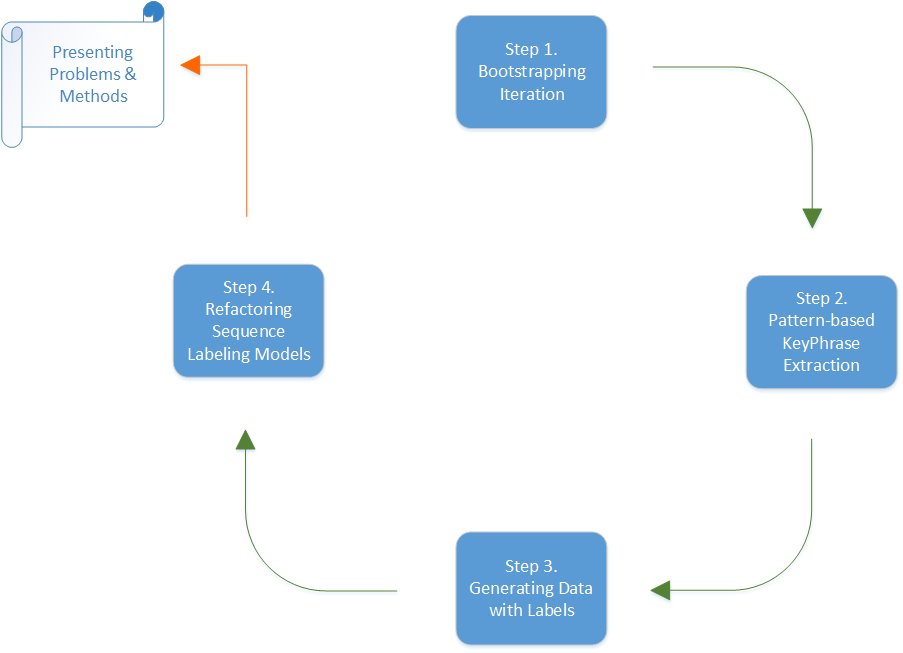 Presenting
Problems &
Methods
Step 1.
Bootstrapping
Iteration
Step 2.
Pattern-based
KeyPhrase
Extraction
Step 3.
Generating Data
with Labels
Step 4.
Refactoring
Sequence
Labeling Models